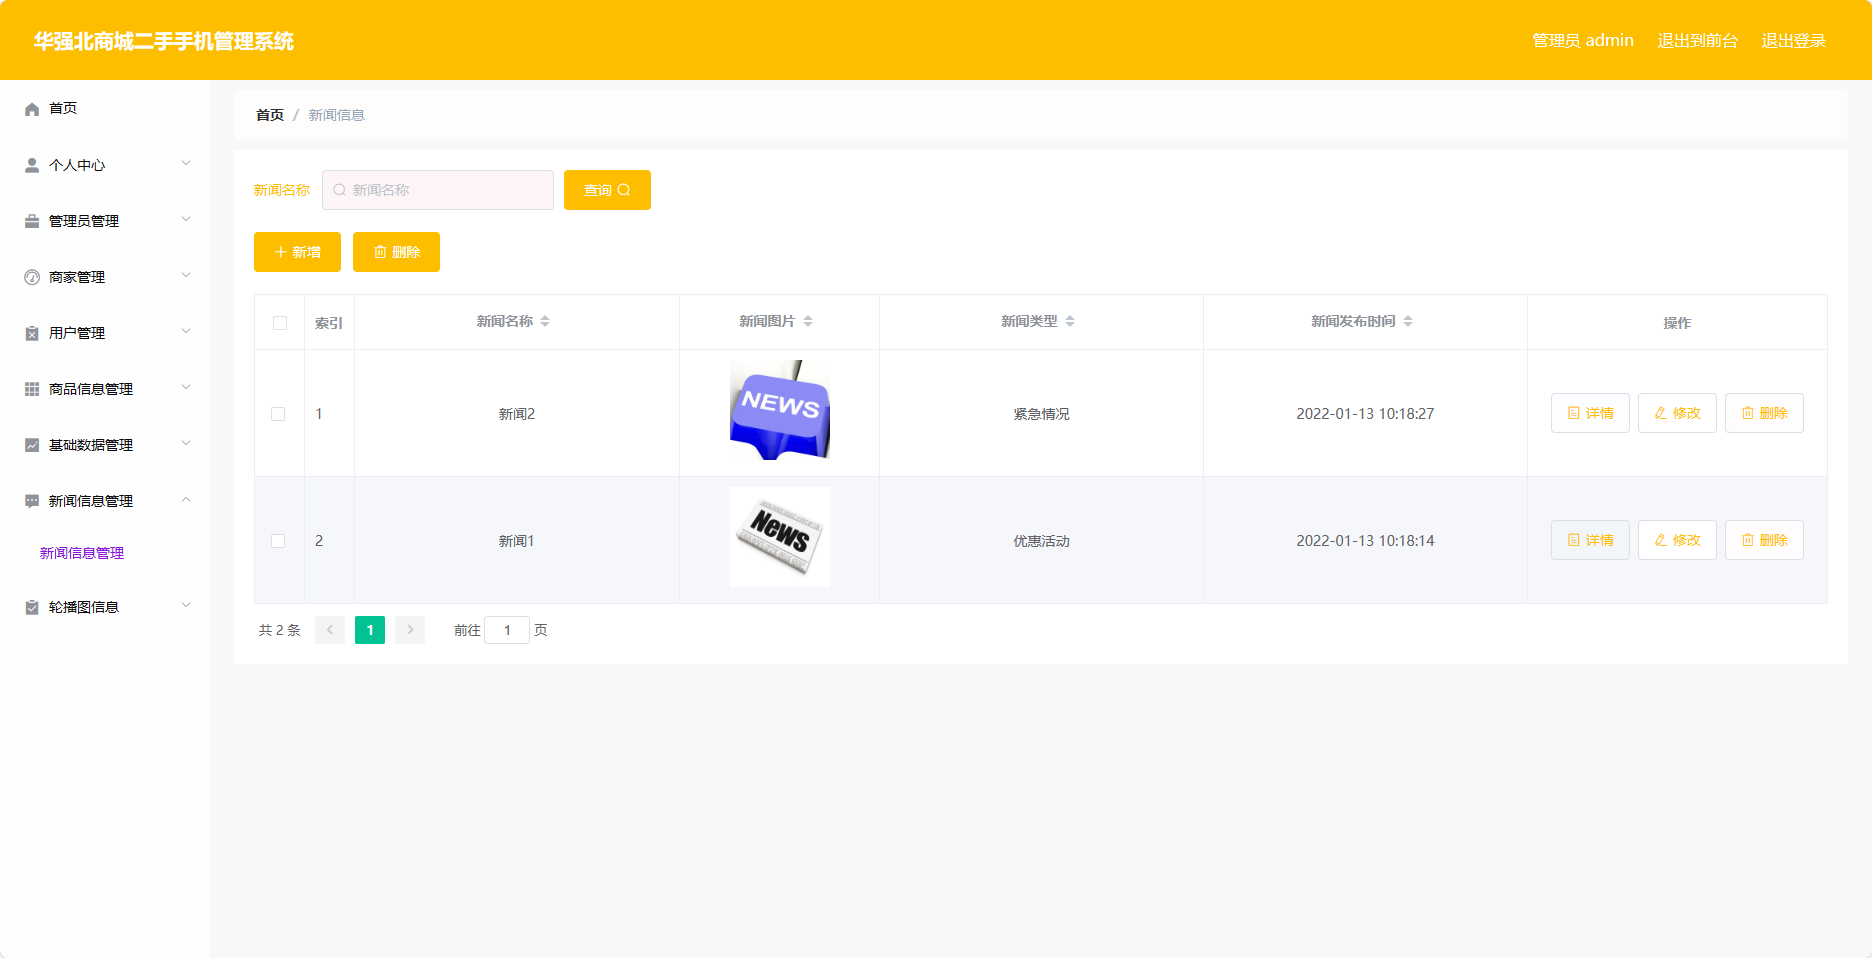 华强北商城二手手机管理系统
管理员 admin 退出到前台 退出登录
首页
个人中心
管理员管理
商家管理
用户管理
商品信息管理
基础数据管理
新闻信息管理
新闻信息管理
轮播图信息
首页 / 新闻信息
新闻名称 新闻名称 查询
新增 删除
索引 新闻名称 新闻图片 新闻类型 新闻发布时间 操作
1 新闻2 NEWS 紧急情况 2022-01-13 10:18:27 详情 修改 删除
2 新闻1 News 优惠活动 2022-01-13 10:18:14 详情 修改 删除
共 2 条 1 前往 1 页